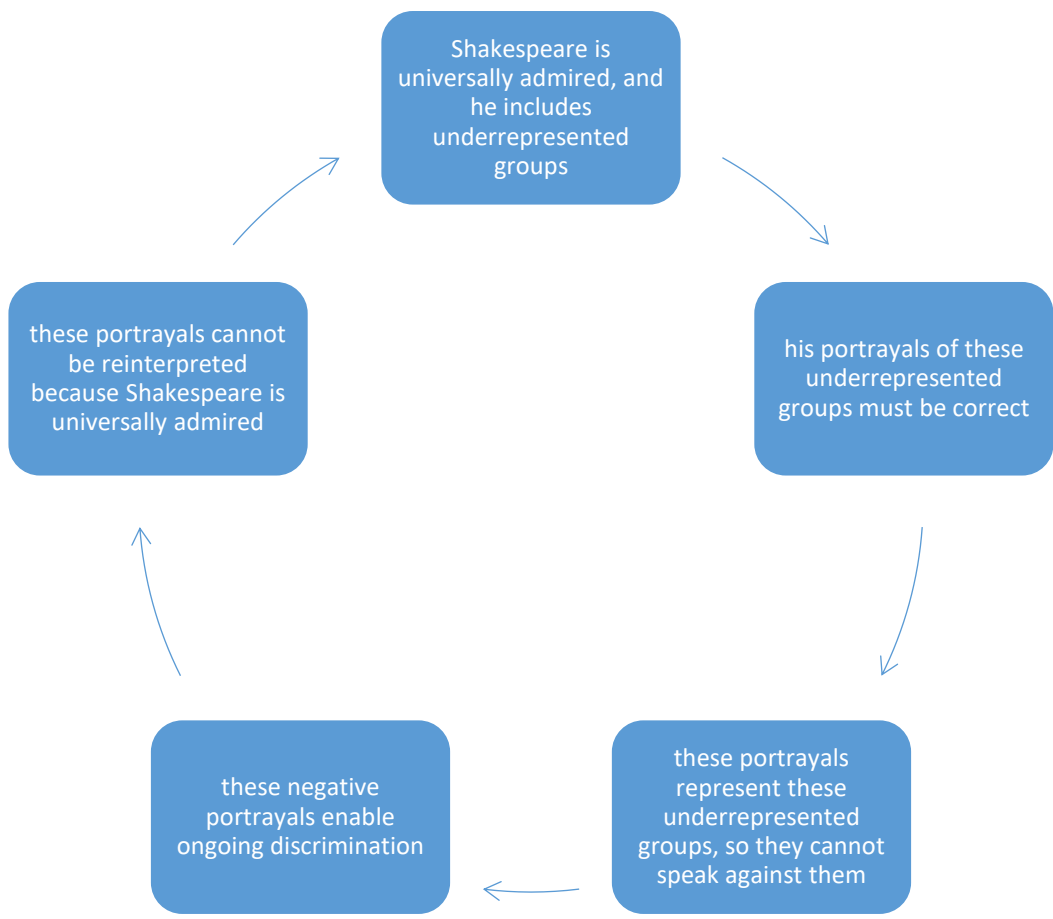 Shakespeare is
universally admired, and
he includes
underrepresented
groups
his portrayals of these
underrepresented
groups must be correct
these portrayals
represent these
underrepresented
groups, so they cannot
speak against them
these negative
portrayals enable
ongoing discrimination
these portrayals cannot
be reinterpreted
because Shakespeare is
universally admired